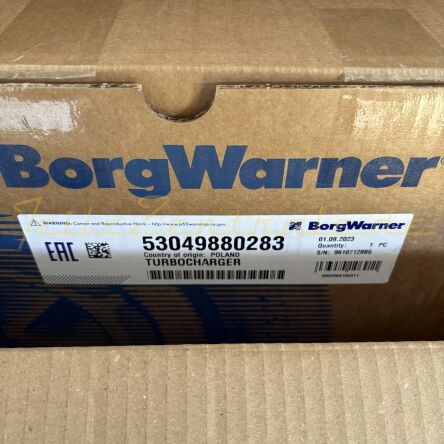 BorgWarner
WARNING: Cancer and Reproductive Harm - http://www.p65warnings.ca.gov
BorgWarner
EAC
53049880283
01.09.2023
Quantity: 1 PC
Country of origin: POLAND
S/N: 9610712885
TURBOCHARGER